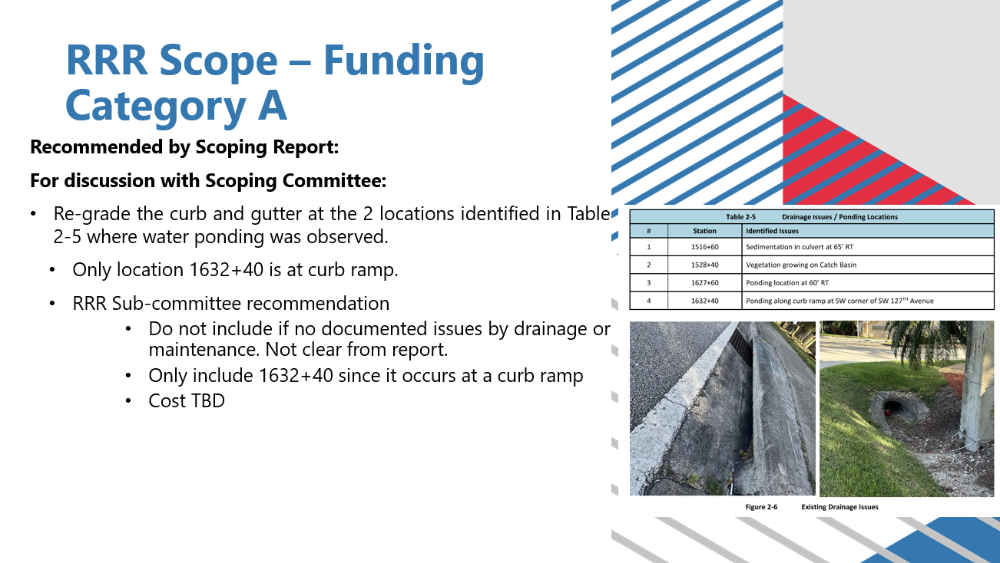 RRR Scope – Funding
Category A
Recommended by Scoping Report:
For discussion with Scoping Committee:
• Re-grade the curb and gutter at the 2 locations identified in Table
2-5 where water ponding was observed.
• Only location 1632+40 is at curb ramp.
• RRR Sub-committee recommendation
• Do not include if no documented issues by drainage or
maintenance. Not clear from report.
• Only include 1632+40 since it occurs at a curb ramp
• Cost TBD
Table 2-5 Drainage Issues / Ponding Locations
# Station Identified Issues
1 1516+60 Sedimentation in culvert at 65’ RT
2 1528+40 Vegetation growing on Catch Basin
3 1627+60 Ponding location at 60’ RT
4 1632+40 Ponding along curb ramp at SW corner of SW 127TH Avenue
Figure 2-6 Existing Drainage Issues